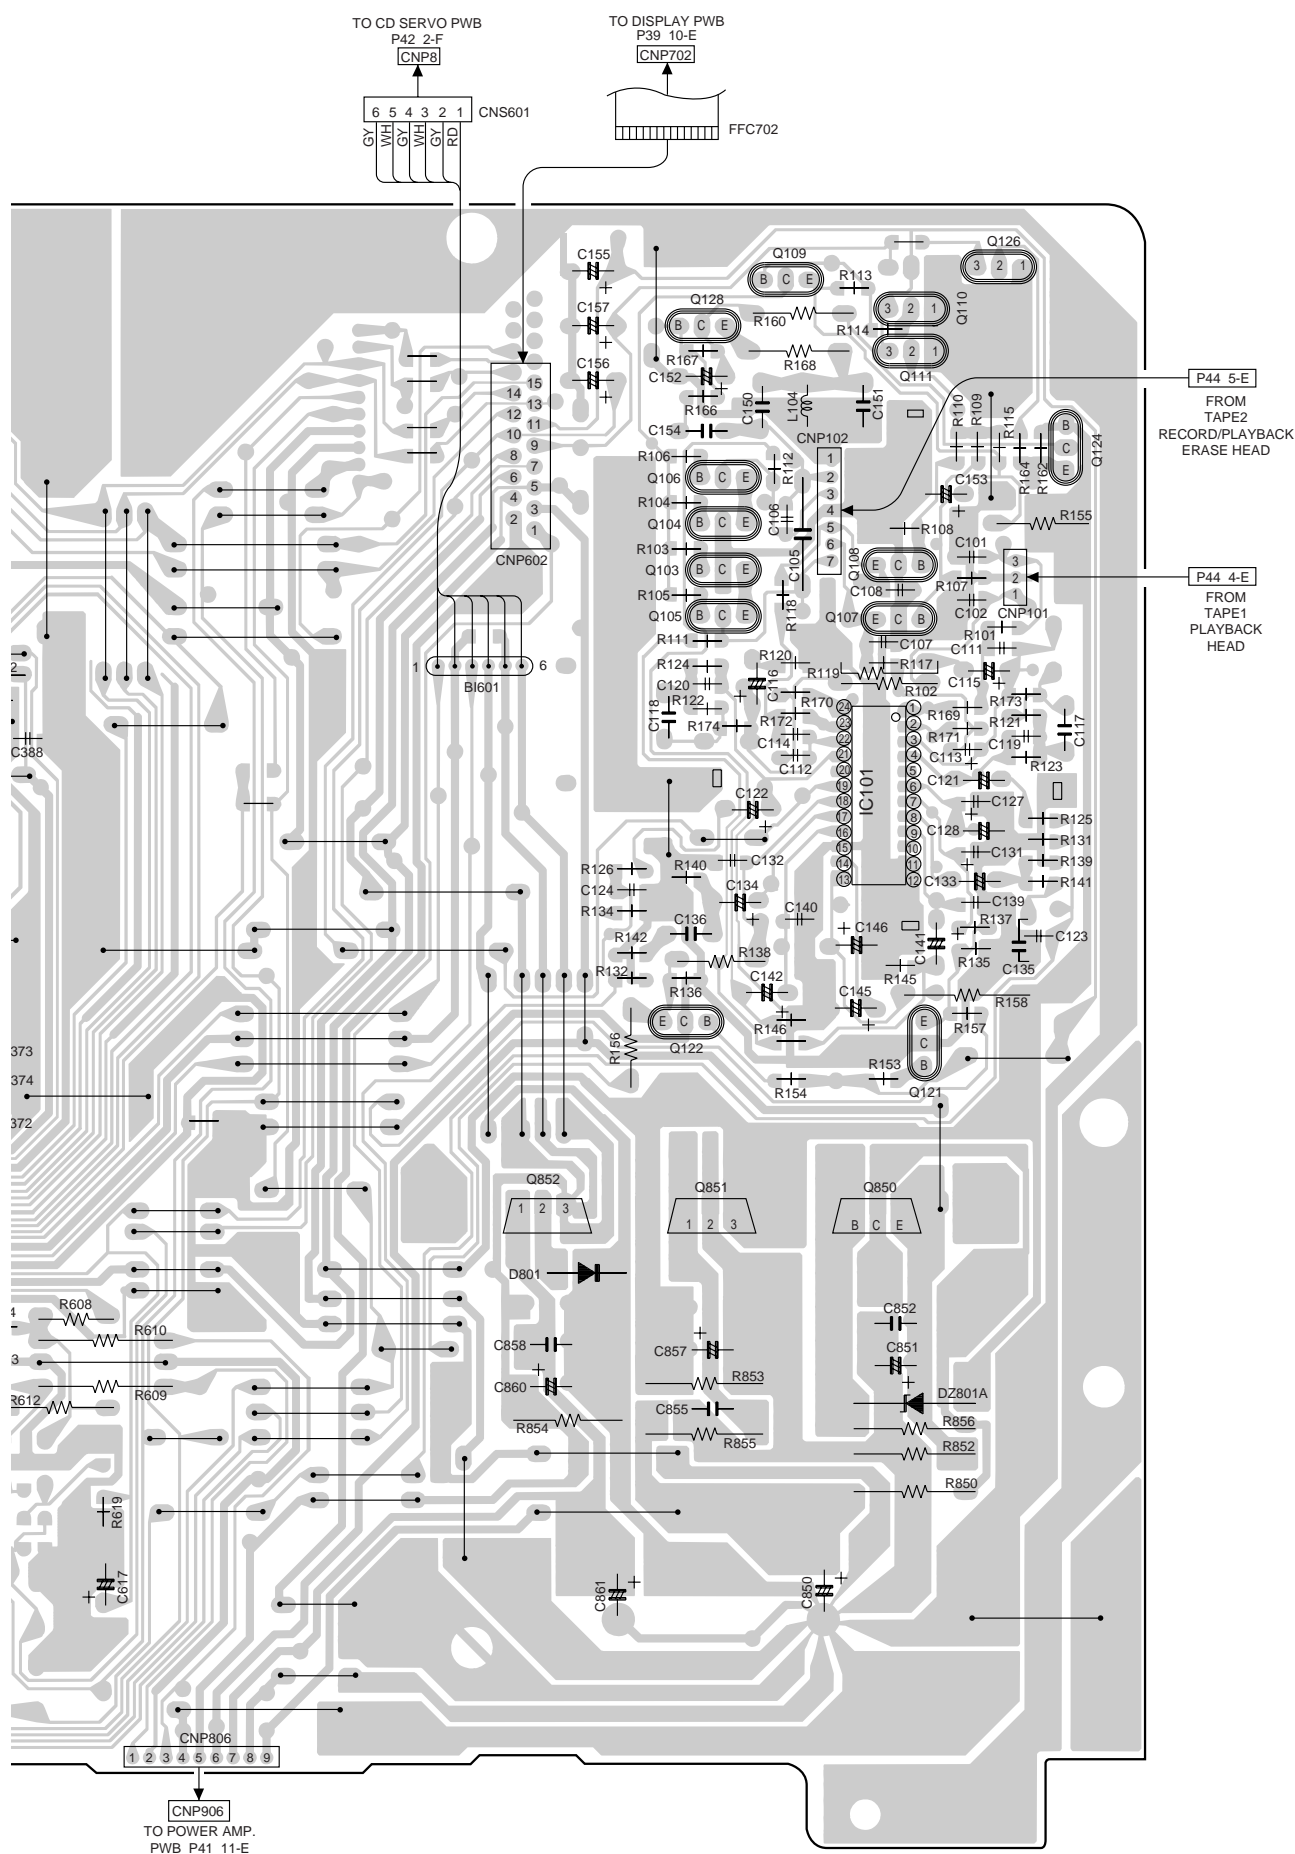 TO CD SERVO PWB
P42 2-F
CNP8
TO DISPLAY PWB
P39 10-E
CNP702
6 5 4 3 2 1
CNS601
GY WH GY WH GY RD
FFC702
C155
Q109
B C E
R113
Q126
3 2 1
C157
Q128
B C E
R160
3 2 1
Q110
R114
R167
R168
3 2 1
Q111
C156
C152
P44 5-E
FROM
TAPE2
RECORD/PLAYBACK
ERASE HEAD
15
14
13
12
11
10
9
8
7
6
5
4
3
2
1
CNP602
R166
C150
L104
C151
R110
R109
R115
C154
CNP102
1
2
3
4
5
6
7
B
C
E
Q124
R106
R112
R164
R162
Q106
B C E
C153
R104
C106
R155
Q104
B C E
R108
R103
C105
Q108
E C B
C101
3
2
1
CNP101
Q103
B C E
R107
P44 4-E
FROM
TAPE1
PLAYBACK
HEAD
R105
R118
C108
C102
Q105
B C E
Q107
E C B
R101
R111
C107
C111
1
6
BI601
R124
R120
R119
R117
C115
C120
C116
R102
R173
C118
R122
R170
R169
R121
C117
R174
R172
R171
C119
C114
C113
R123
C112
IC101
24
23
22
21
20
19
18
17
16
15
14
13
1
2
3
4
5
6
7
8
9
10
11
12
2
C388
C121
C122
C127
R125
C128
R131
C132
C131
R139
R126
R140
C133
R141
C124
C134
C139
R134
C140
R137
C136
C146
C123
R142
R138
C141
R135
C135
R132
R136
C142
C145
R145
R158
R146
R157
E C B
Q122
E
C
B
Q121
R156
R153
R154
373
374
372
Q852
1 2 3
Q851
1 2 3
Q850
B C E
D801
C852
4
R608
R610
C858
C857
C851
3
C860
R853
DZ801A
R612
R609
C855
R856
R854
R855
R852
R850
R619
C617
C861
C850
CNP806
1 2 3 4 5 6 7 8 9
CNP906
TO POWER AMP.
PWB P41 11-E